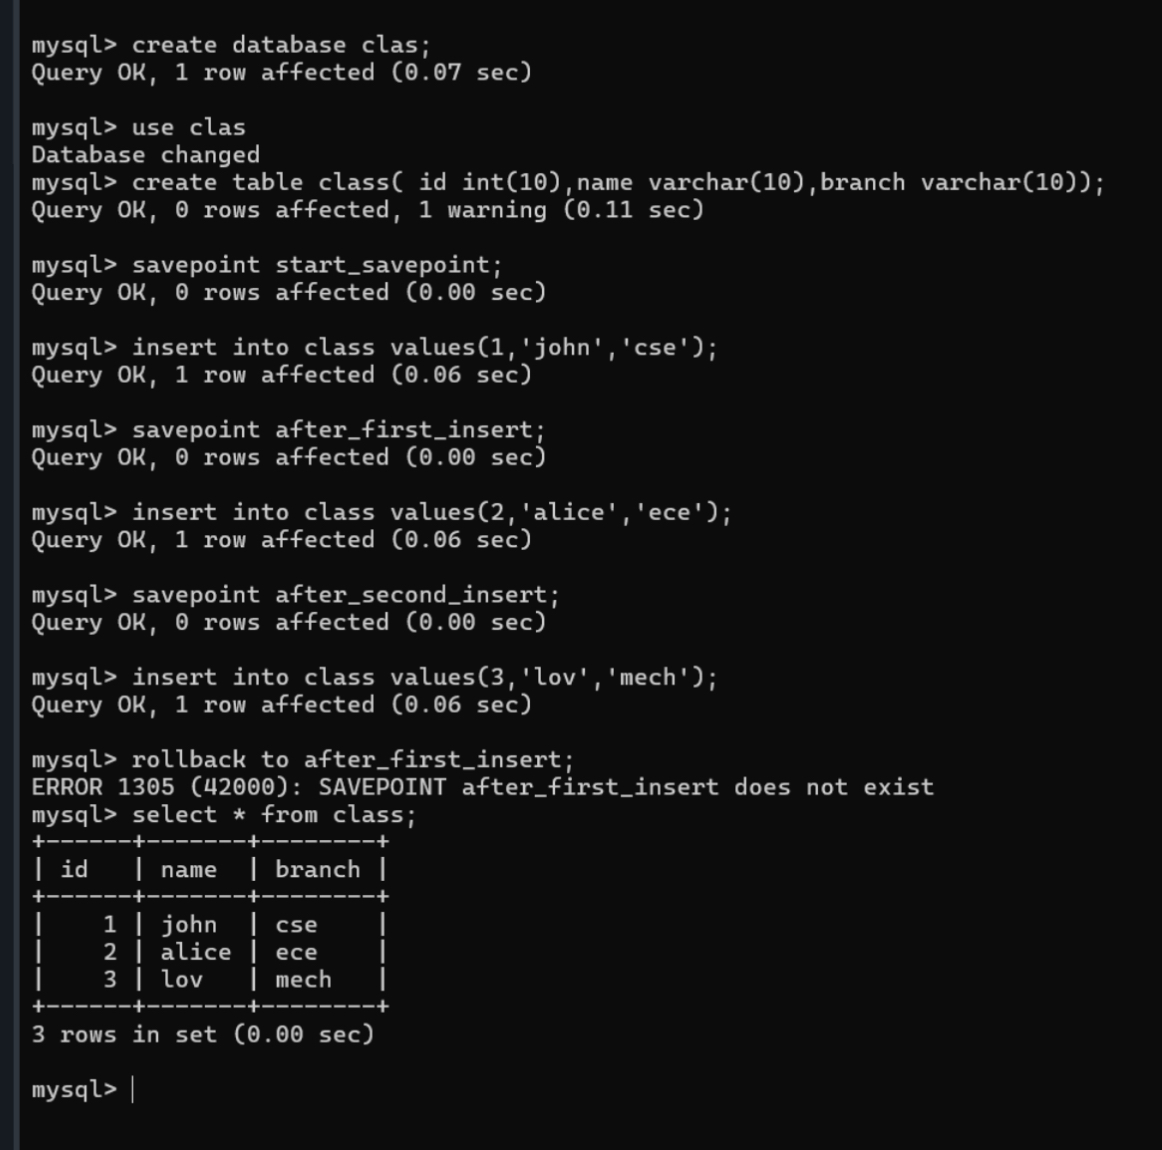 mysql> create database clas;
Query OK, 1 row affected (0.07 sec)
mysql> use clas
Database changed
mysql> create table class( id int(10),name varchar(10),branch varchar(10));
Query OK, 0 rows affected, 1 warning (0.11 sec)
mysql> savepoint start_savepoint;
Query OK, 0 rows affected (0.00 sec)
mysql> insert into class values(1,'john','cse');
Query OK, 1 row affected (0.06 sec)
mysql> savepoint after_first_insert;
Query OK, 0 rows affected (0.00 sec)
mysql> insert into class values(2,'alice','ece');
Query OK, 1 row affected (0.06 sec)
mysql> savepoint after_second_insert;
Query OK, 0 rows affected (0.00 sec)
mysql> insert into class values(3,'lov','mech');
Query OK, 1 row affected (0.06 sec)
mysql> rollback to after_first_insert;
ERROR 1305 (42000): SAVEPOINT after_first_insert does not exist
mysql> select * from class;
+------+-------+--------+
| id   | name  | branch |
+------+-------+--------+
|    1 | john  | cse    |
|    2 | alice | ece    |
|    3 | lov   | mech   |
+------+-------+--------+
3 rows in set (0.00 sec)
mysql>